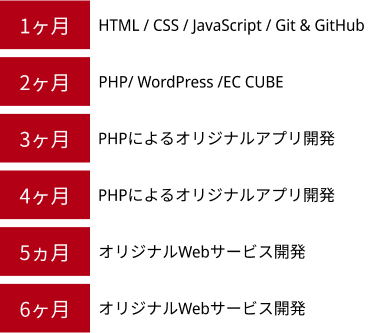 1ヶ月 HTML / CSS / JavaScript / Git & GitHub
2ヶ月 PHP/ WordPress /EC CUBE
3ヶ月 PHPによるオリジナルアプリ開発
4ヶ月 PHPによるオリジナルアプリ開発
5ヵ月 オリジナルWebサービス開発
6ヶ月 オリジナルWebサービス開発